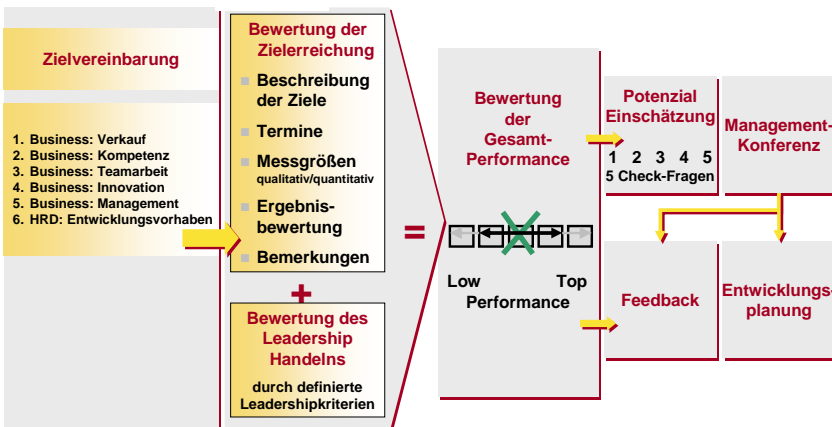 Zielvereinbarung
1. Business: Verkauf
2. Business: Kompetenz
3. Business: Teamarbeit
4. Business: Innovation
5. Business: Management
6. HRD: Entwicklungsvorhaben
Bewertung der
Zielerreichung
Beschreibung
der Ziele
Termine
Messgrößen
qualitativ/quantitativ
Ergebnis-
bewertung
Bemerkungen
+
Bewertung des
Leadership
Handelns
durch definierte
Leadershipkriterien
=
Bewertung
der
Gesamt-
Performance
Low Top
Performance
Potenzial
Einschätzung
1 2 3 4 5
5 Check-Fragen
Management-
Konferenz
Feedback
Entwicklungs-
planung